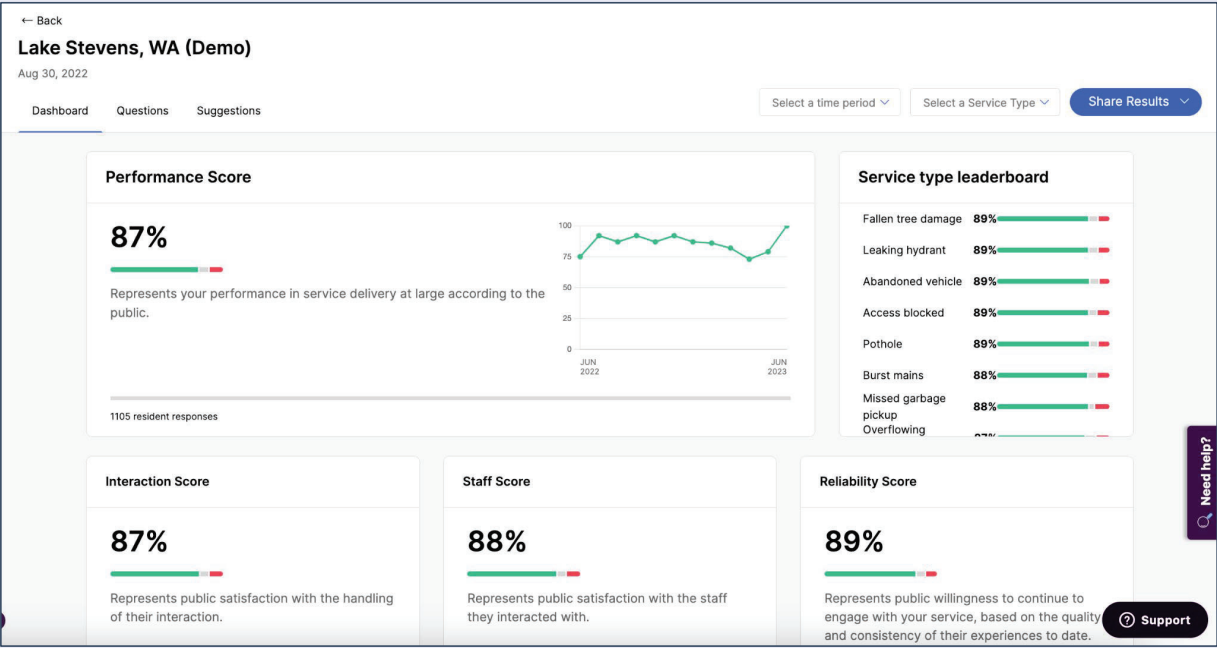 ← Back
Lake Stevens, WA (Demo)
Aug 30, 2022
Dashboard Questions Suggestions
Select a time period Select a Service Type Share Results
Performance Score
87%
Represents your performance in service delivery at large according to the
public.
100
75
50
25
0
JUN
2022
JUN
2023
1105 resident responses
Service type leaderboard
Fallen tree damage 89%
Leaking hydrant 89%
Abandoned vehicle 89%
Access blocked 89%
Pothole 89%
Burst mains 88%
Missed garbage
pickup 88%
Overflowing
Interaction Score
87%
Represents public satisfaction with the handling
of their interaction.
Staff Score
88%
Represents public satisfaction with the staff
they interacted with.
Reliability Score
89%
Represents public willingness to continue to
engage with your service, based on the quality
and consistency of their experiences to date.
Need help?
Support